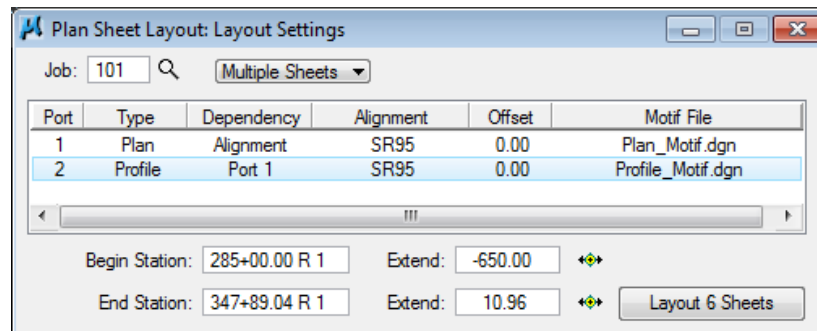 Plan Sheet Layout: Layout Settings
Job: 101 Multiple Sheets
Port Type Dependency Alignment Offset Motif File
1 Plan Alignment SR95 0.00 Plan_Motif.dgn
2 Profile Port 1 SR95 0.00 Profile_Motif.dgn
Begin Station: 285+00.00 R 1 Extend: -650.00
End Station: 347+89.04 R 1 Extend: 10.96 Layout 6 Sheets